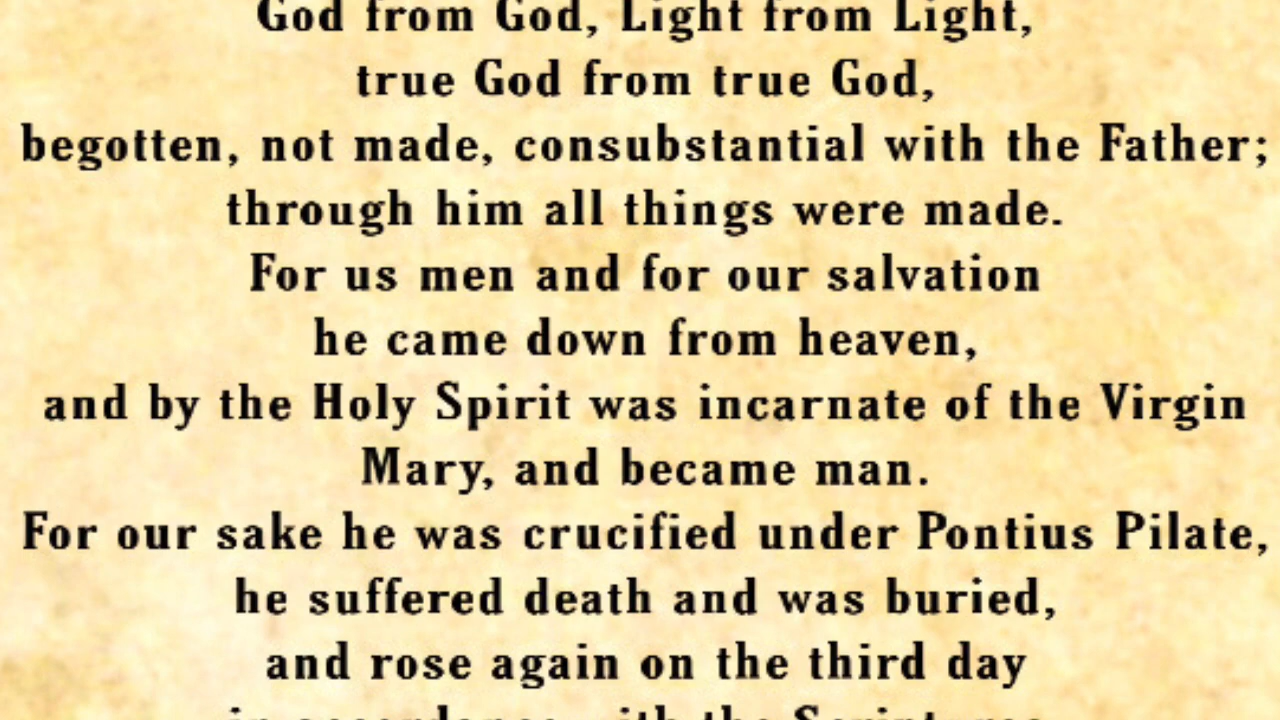 God from God, Light from Light,
true God from true God,
begotten, not made, consubstantial with the Father;
through him all things were made.
For us men and for our salvation
he came down from heaven,
and by the Holy Spirit was incarnate of the Virgin
Mary, and became man.
For our sake he was crucified under Pontius Pilate,
he suffered death and was buried,
and rose again on the third day
in accordance with the Scriptures